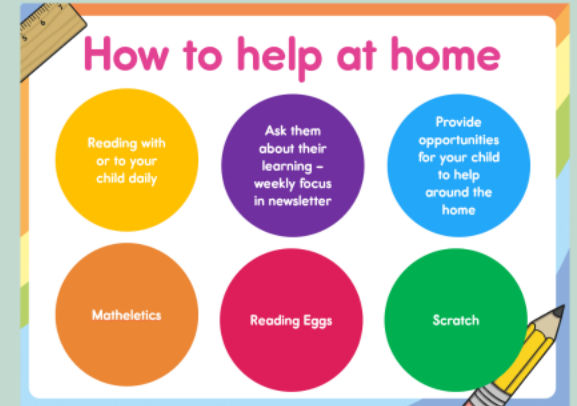 How to help at home
Reading with
or to your
child daily
Ask them
about their
learning –
weekly focus
in newsletter
Provide
opportunities
for your child
to help
around the
home
Matheletics
Reading Eggs
Scratch